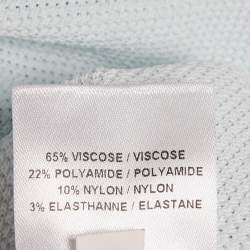 65% VISCOSE / VISCOSE
22% POLYAMIDE / POLYAMIDE
10% NYLON / NYLON
3% ELASTHANNE / ELASTANE